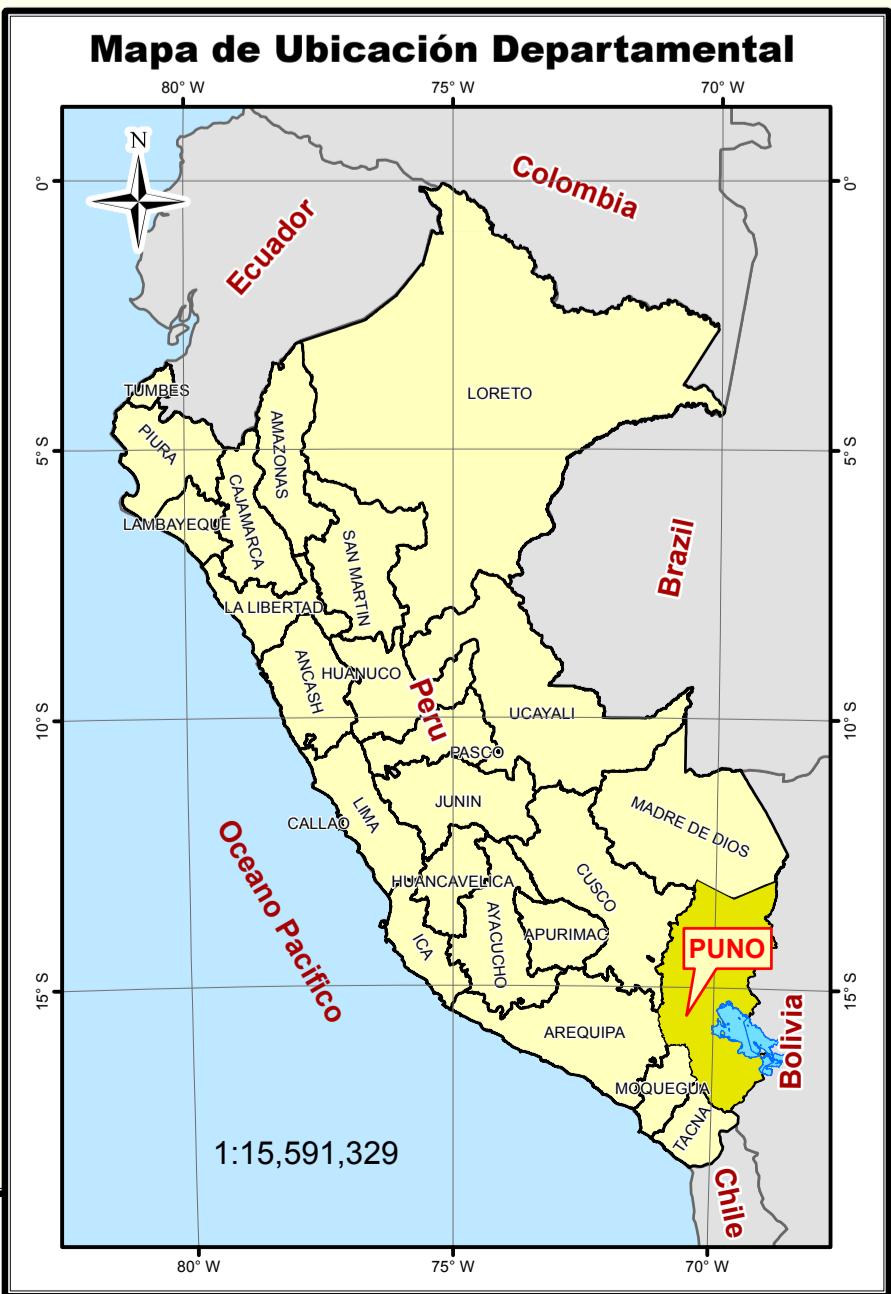 Mapa de Ubicación Departamental
80° W
75° W
70° W
N
0°
0°
Colombia
Ecuador
TUMBES
LORETO
PIURA
AMAZONAS
5°S
5°S
CAJAMARCA
LAMBAYEQUE
SAN MARTIN
Brazil
LA LIBERTAD
ANCASH
HUANUCO
Peru
UCAYALI
10°S
10°S
PASCO
JUNIN
LIMA
CALLAO
MADRE DE DIOS
Oceano Pacifico
HUANCAVELICA
CUSCO
AYACUCHO
ICA
APURIMAC
PUNO
15°S
15°S
AREQUIPA
Bolivia
MOQUEGUA
TACNA
1:15,591,329
Chile
80° W
75° W
70° W